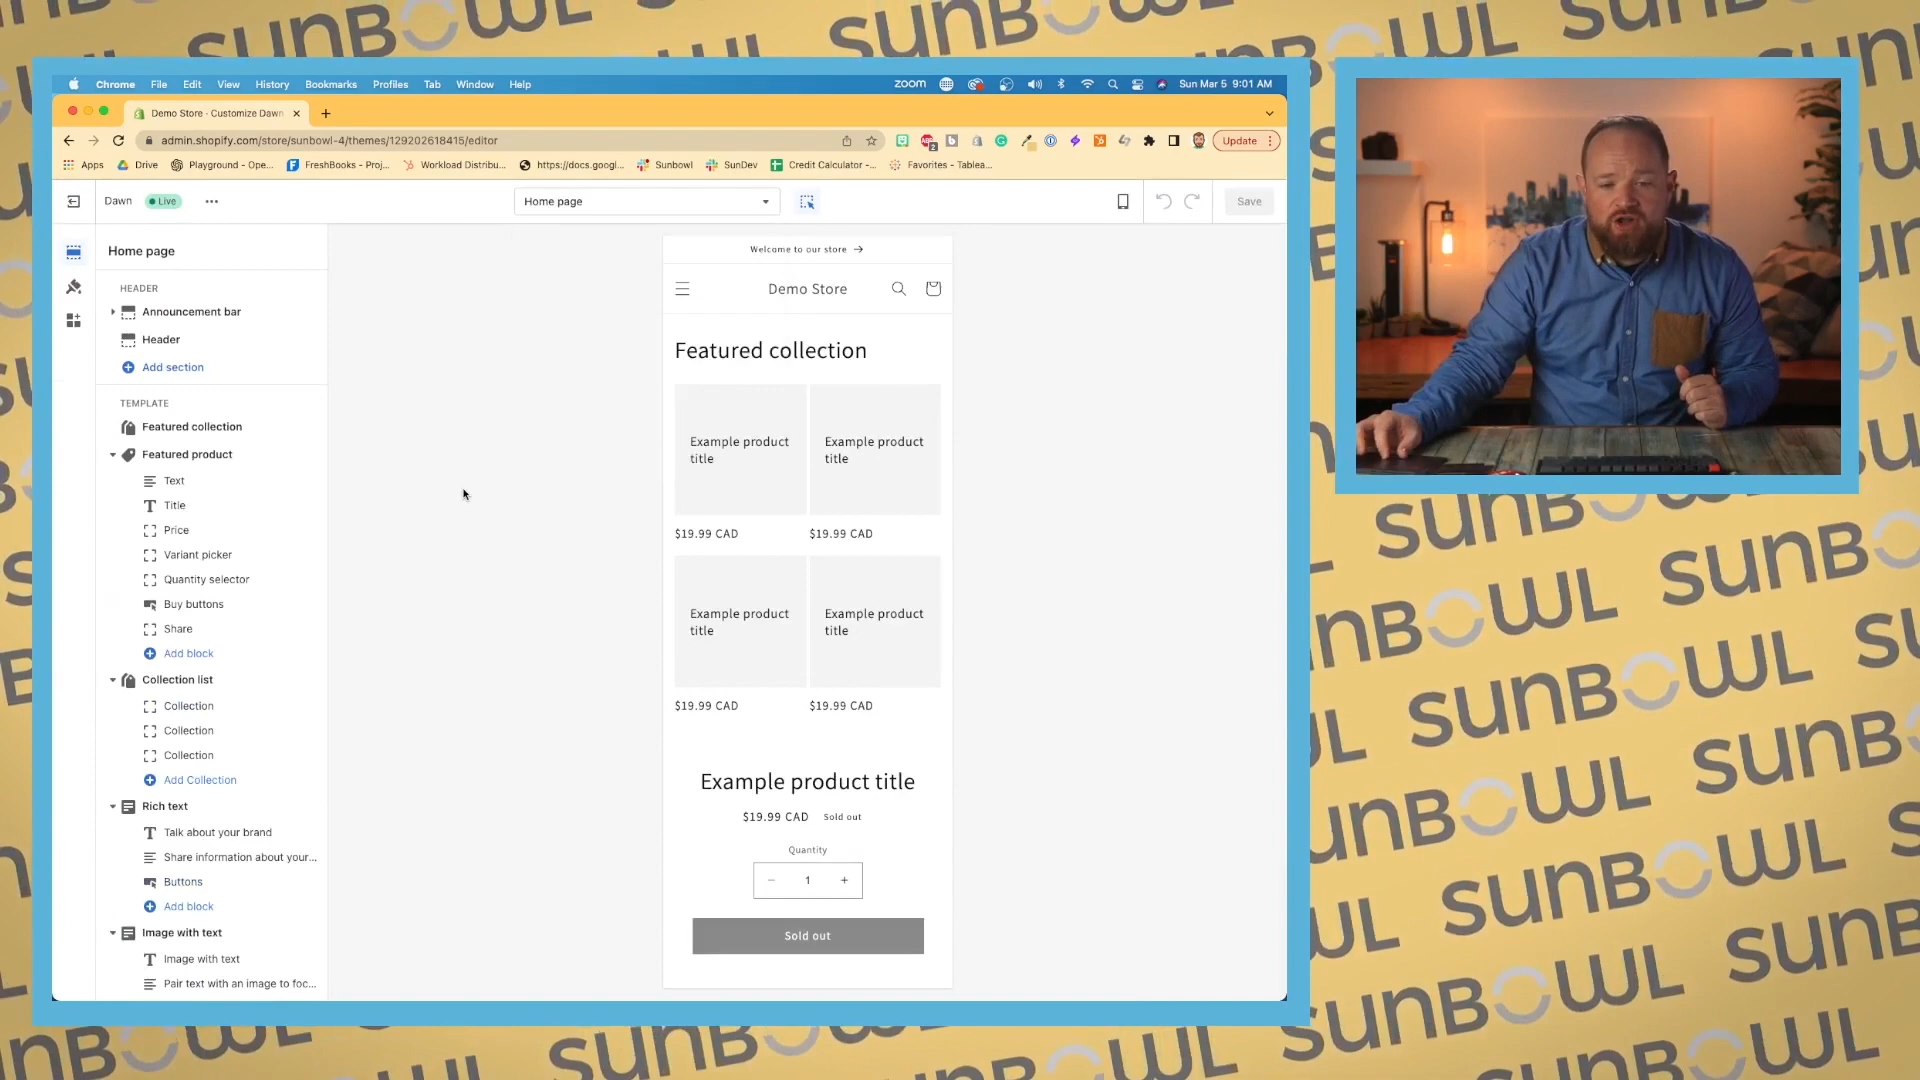 Chrome File Edit View History Bookmarks Profiles Tab Window Help
zoom Sun Mar 5 9:01 AM
Demo Store · Customize Dawn
admin.shopify.com/store/sunbowl-4/themes/129202618415/editor
Update
Apps Drive Playground - Ope... FreshBooks - Proj... Workload Distribu... https://docs.googl... Sunbowl SunDev Credit Calculator -... Favorites - Tablea...
Dawn Live
Home page
Save
Home page
HEADER
Announcement bar
Header
Add section
TEMPLATE
Featured collection
Featured product
Text
Title
Price
Variant picker
Quantity selector
Buy buttons
Share
Add block
Collection list
Collection
Collection
Collection
Add Collection
Rich text
Talk about your brand
Share information about your...
Buttons
Add block
Image with text
Image with text
Pair text with an image to foc...
Welcome to our store →
Demo Store
Featured collection
Example product
title
Example product
title
$19.99 CAD $19.99 CAD
Example product
title
Example product
title
$19.99 CAD $19.99 CAD
Example product title
$19.99 CAD Sold out
Quantity
− 1 +
Sold out
SUNBOWL
SUNBOWL
SUNBOWL
SUNBOWL
SUNBOWL
SUNBOWL